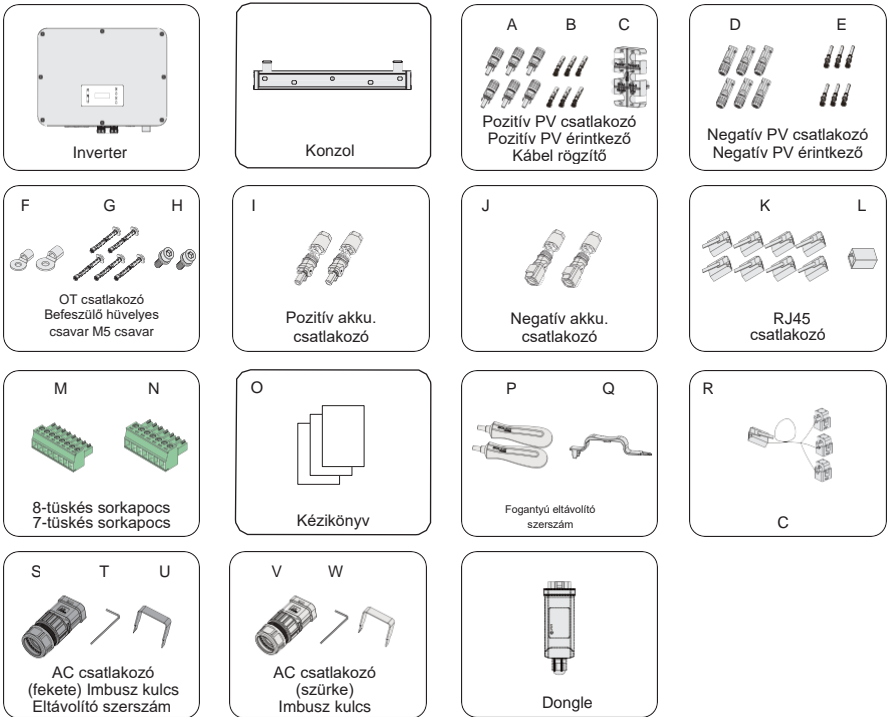 Inverter
Konzol
A B C
Pozitív PV csatlakozó
Pozitív PV érintkező
Kábel rögzítő
D E
Negatív PV csatlakozó
Negatív PV érintkező
F G H
OT csatlakozó
Befeszülő hüvelyes
csavar M5 csavar
I
Pozitív akku.
csatlakozó
J
Negatív akku.
csatlakozó
K L
RJ45
csatlakozó
M N
8-tüskés sorkapocs
7-tüskés sorkapocs
O
Kézikönyv
P Q
Fogantyú eltávolító
szerszám
R
C
S T U
AC csatlakozó
(fekete) Imbusz kulcs
Eltávolító szerszám
V W
AC csatlakozó
(szürke)
Imbusz kulcs
Dongle